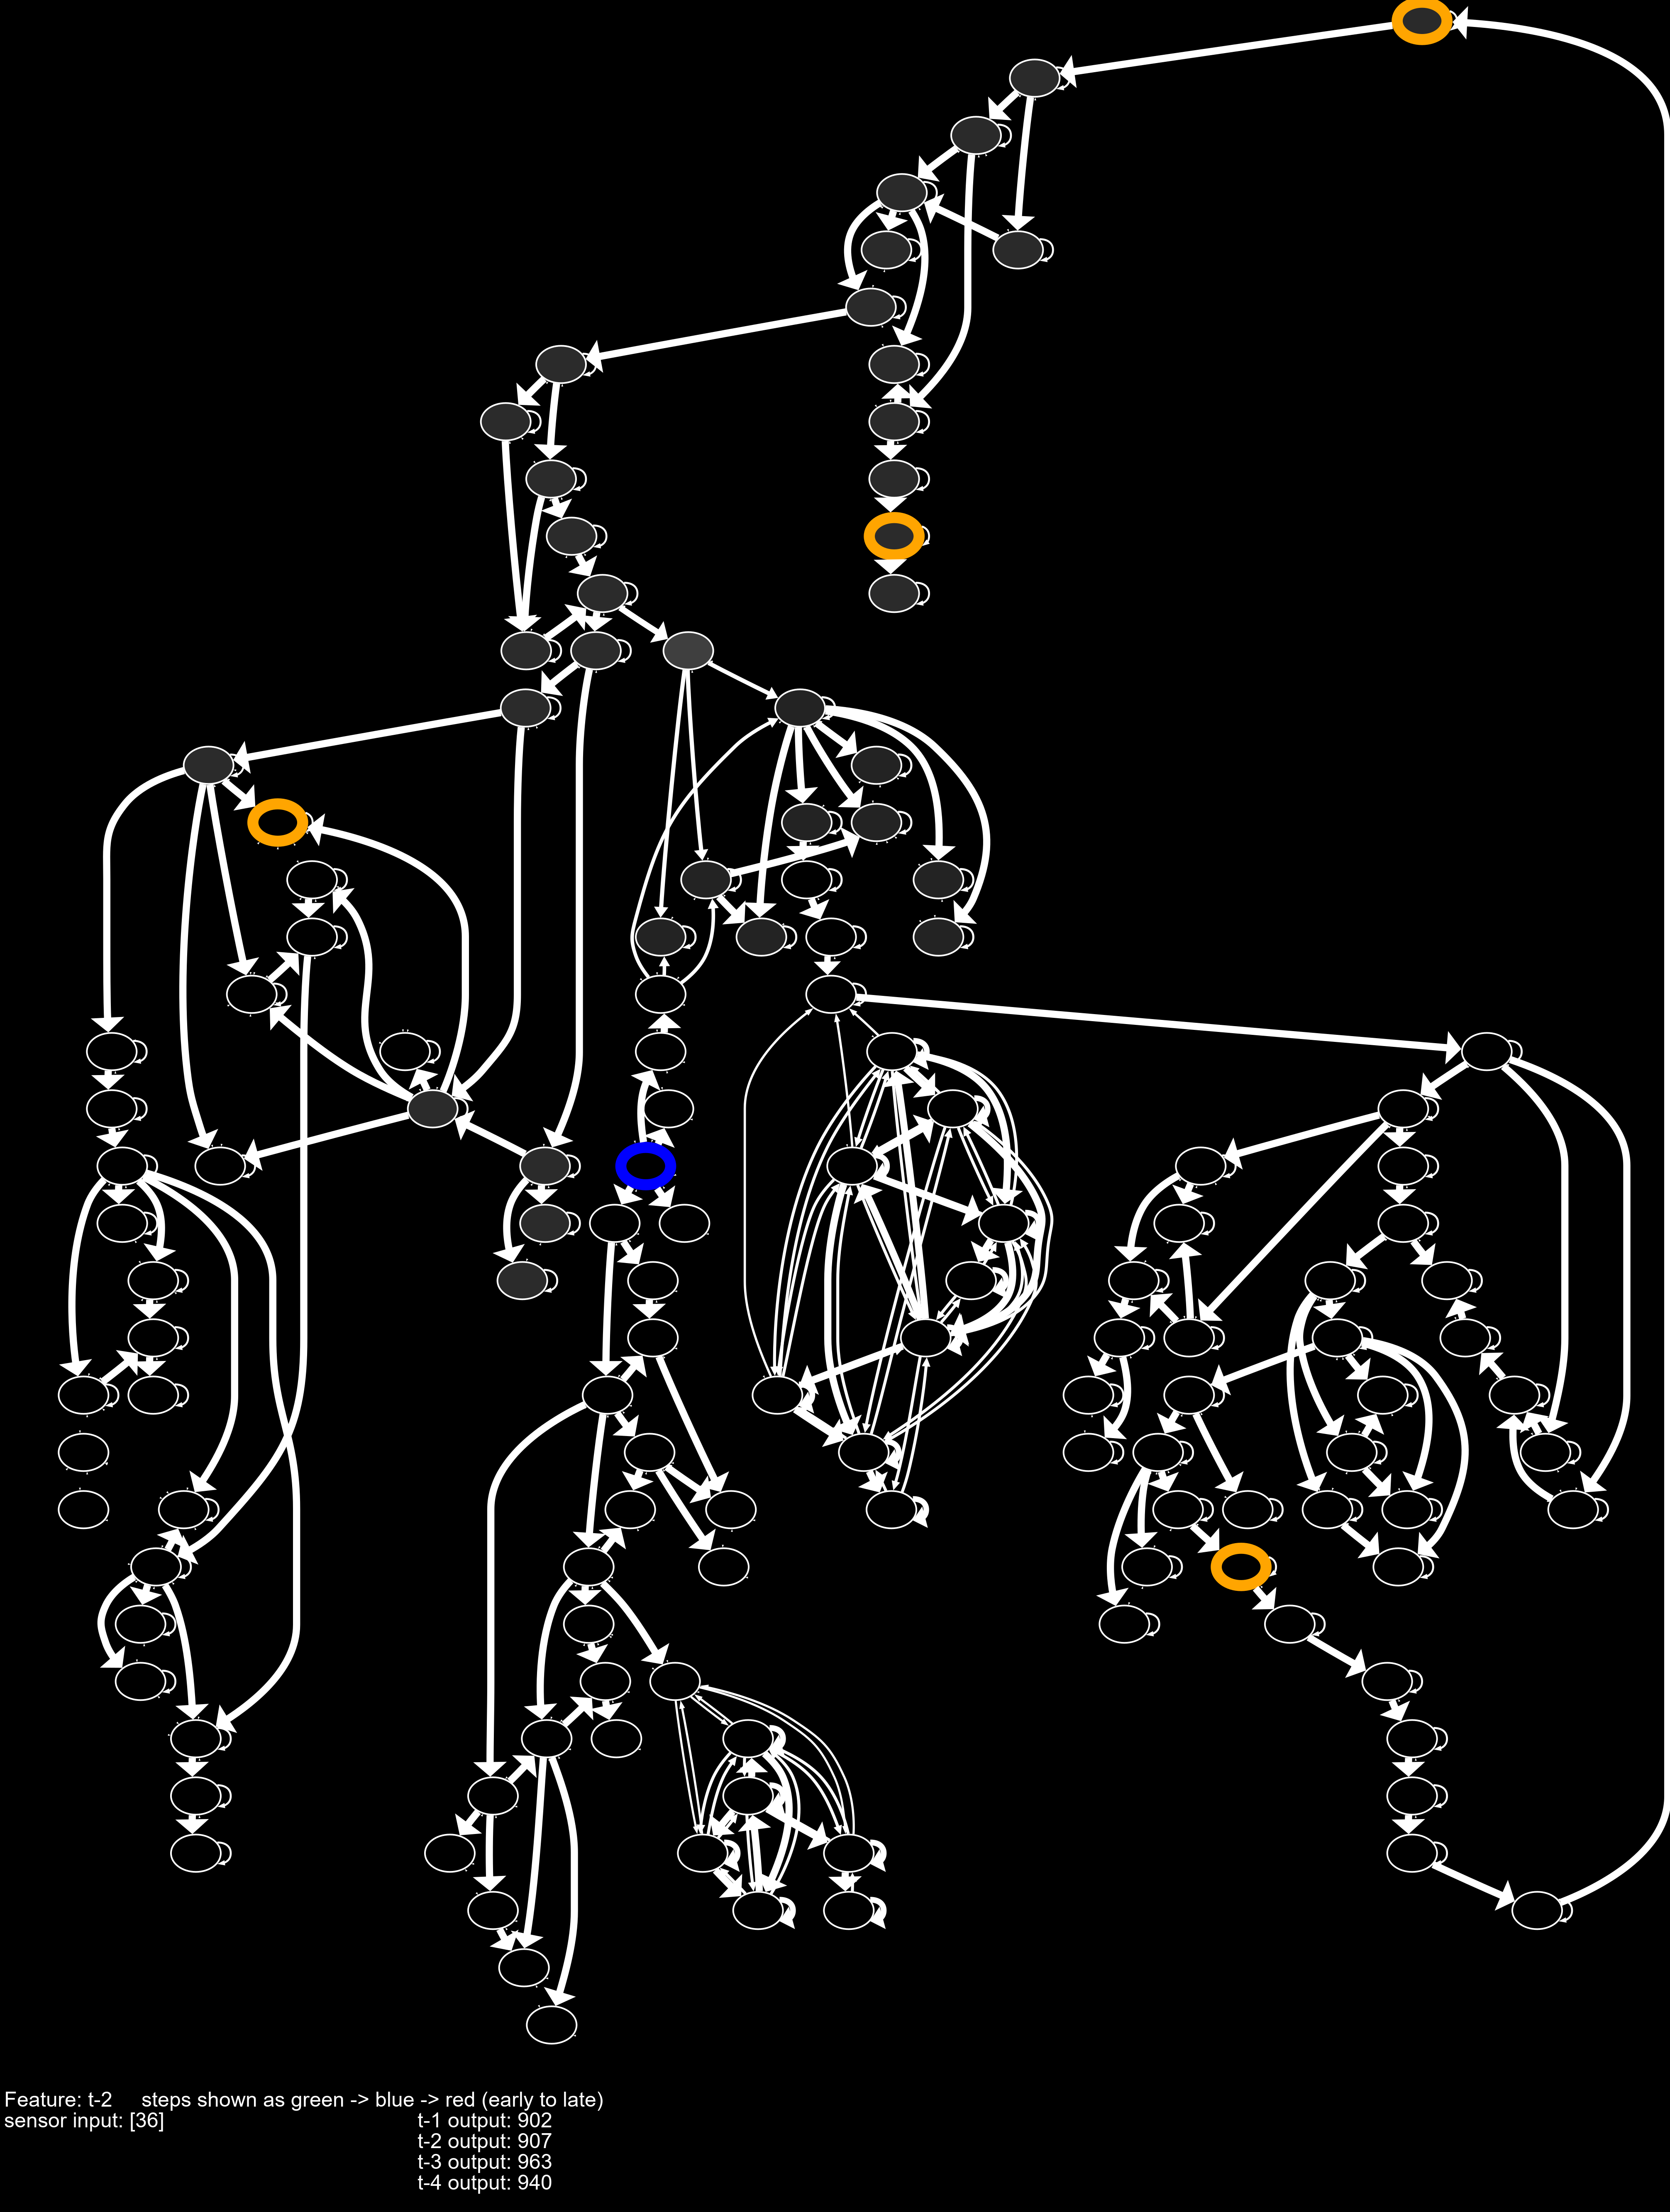 Feature: t-2 steps shown as green -> blue -> red (early to late)
sensor input: [36] t-1 output: 902
t-2 output: 907
t-3 output: 963
t-4 output: 940